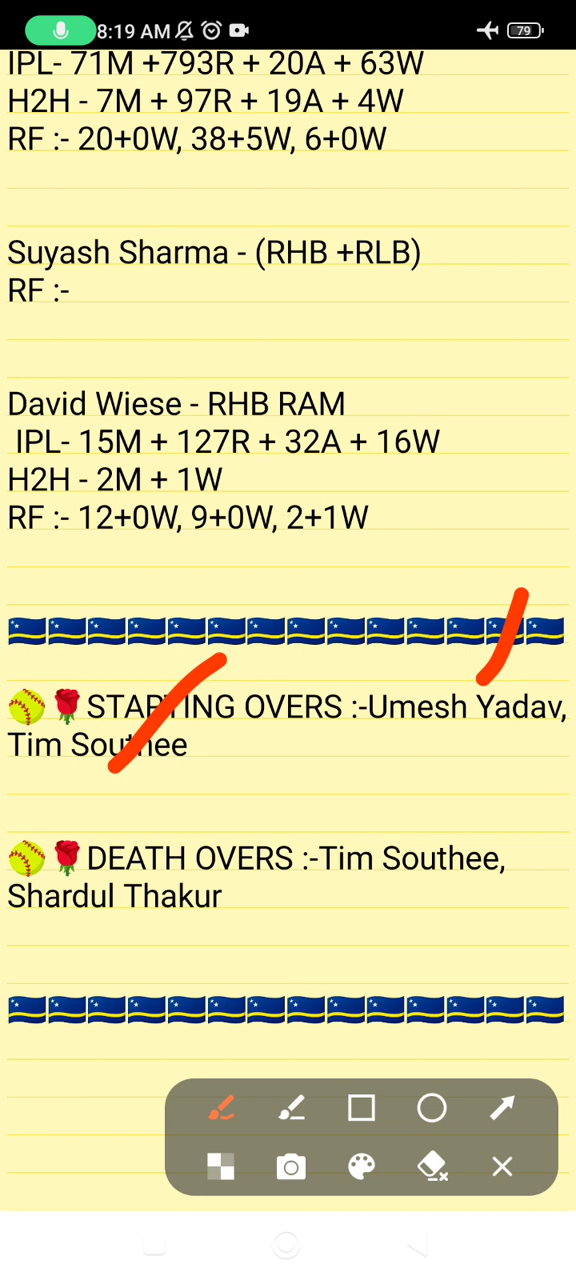 8:19 AM 79
IPL- 71M +793R + 20A + 63W
H2H - 7M + 97R + 19A + 4W
RF :- 20+0W, 38+5W, 6+0W
Suyash Sharma - (RHB +RLB)
RF :-
David Wiese - RHB RAM
IPL- 15M + 127R + 32A + 16W
H2H - 2M + 1W
RF :- 12+0W, 9+0W, 2+1W
STARTING OVERS :-Umesh Yadav,
Tim Southee
DEATH OVERS :-Tim Southee,
Shardul Thakur